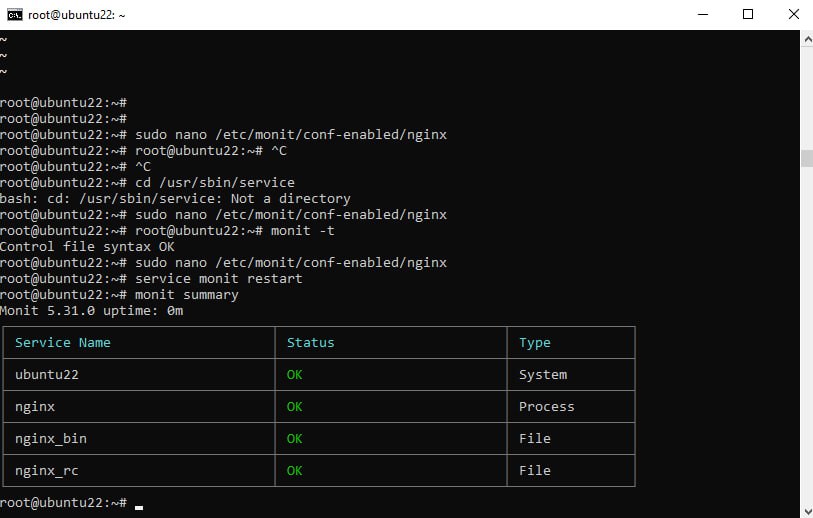 root@ubuntu22: ~
~
~
~
root@ubuntu22:~#
root@ubuntu22:~#
root@ubuntu22:~# sudo nano /etc/monit/conf-enabled/nginx
root@ubuntu22:~# root@ubuntu22:~# ^C
root@ubuntu22:~# ^C
root@ubuntu22:~# cd /usr/sbin/service
bash: cd: /usr/sbin/service: Not a directory
root@ubuntu22:~# sudo nano /etc/monit/conf-enabled/nginx
root@ubuntu22:~# root@ubuntu22:~# monit -t
Control file syntax OK
root@ubuntu22:~# sudo nano /etc/monit/conf-enabled/nginx
root@ubuntu22:~# service monit restart
root@ubuntu22:~# monit summary
Monit 5.31.0 uptime: 0m
Service Name Status Type
ubuntu22 OK System
nginx OK Process
nginx_bin OK File
nginx_rc OK File
root@ubuntu22:~#